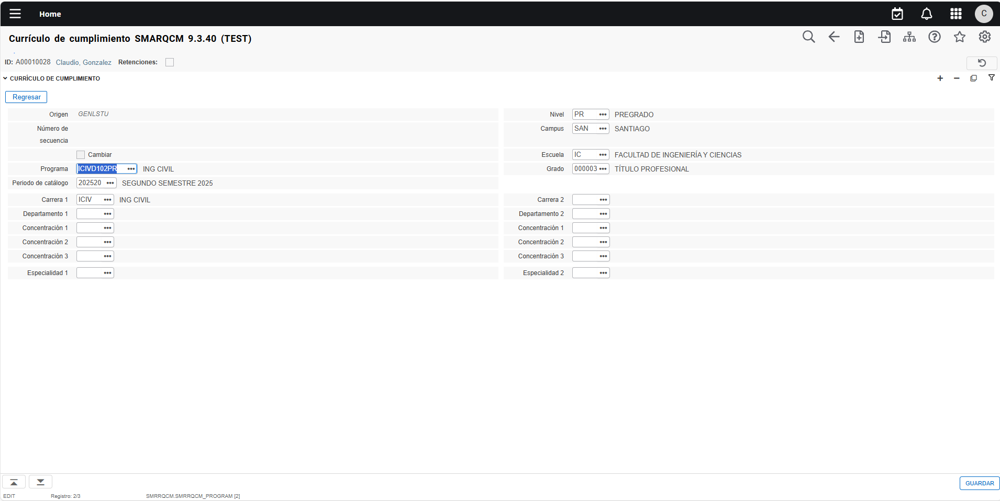 Home
C
Currículo de cumplimiento SMARQCM 9.3.40 (TEST)
ID: A00010028 Claudio, Gonzalez Retenciones:
CURRÍCULO DE CUMPLIMIENTO
Regresar
Origen GENLSTU
Nivel PR ••• PREGRADO
Número de secuencia
Campus SAN ••• SANTIAGO
Cambiar
Escuela IC ••• FACULTAD DE INGENIERÍA Y CIENCIAS
Programa ICIVD102PR ••• ING CIVIL
Grado 000003 ••• TÍTULO PROFESIONAL
Periodo de catálogo 202520 ••• SEGUNDO SEMESTRE 2025
Carrera 1 ICIV ••• ING CIVIL
Carrera 2 •••
Departamento 1 •••
Departamento 2 •••
Concentración 1 •••
Concentración 1 •••
Concentración 2 •••
Concentración 2 •••
Concentración 3 •••
Concentración 3 •••
Especialidad 1 •••
Especialidad 2 •••
GUARDAR
EDIT Registro: 2/3 SMRRQCM.SMRRQCM_PROGRAM [2]